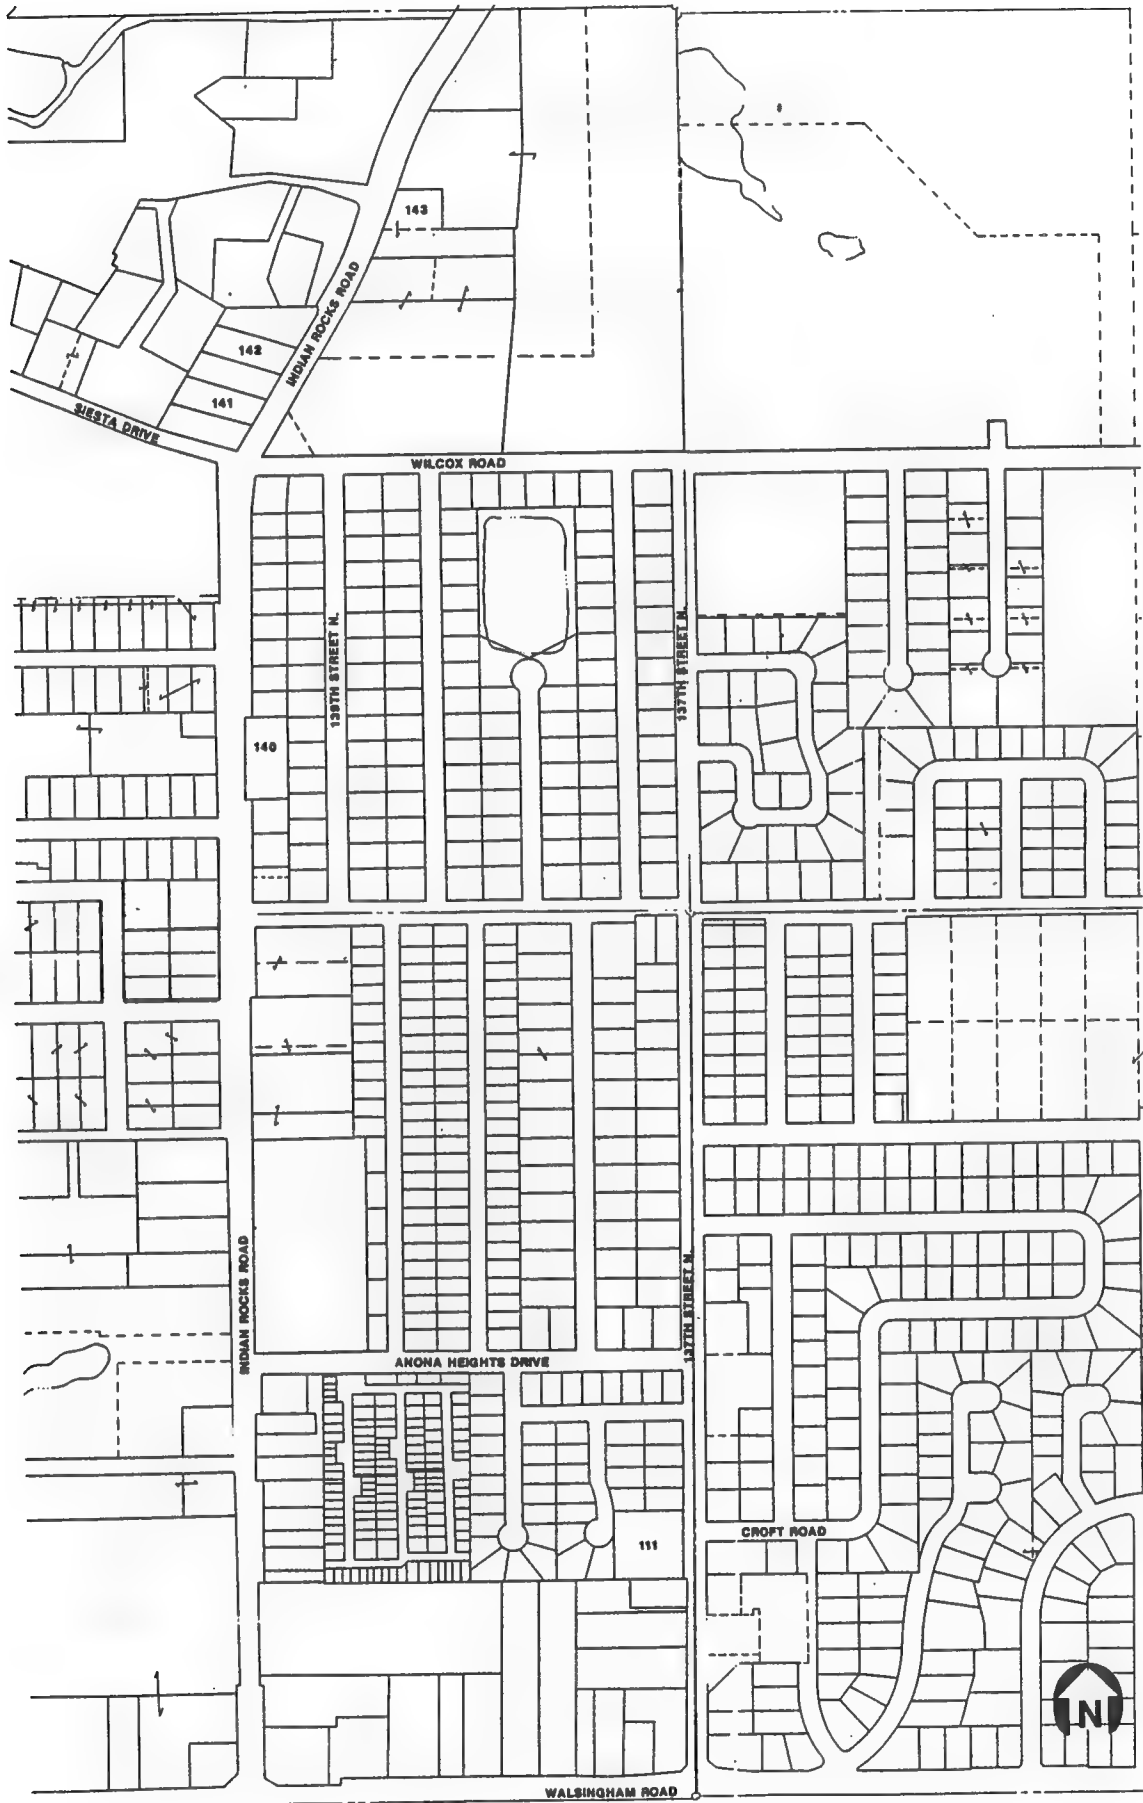 143
INDIAN ROCKS ROAD
142
141
SIESTA DRIVE
WILCOX ROAD
139TH STREET N.
137TH STREET N.
140
INDIAN ROCKS ROAD
137TH STREET N.
ANONA HEIGHTS DRIVE
CROFT ROAD
111
N
WALSINGHAM ROAD